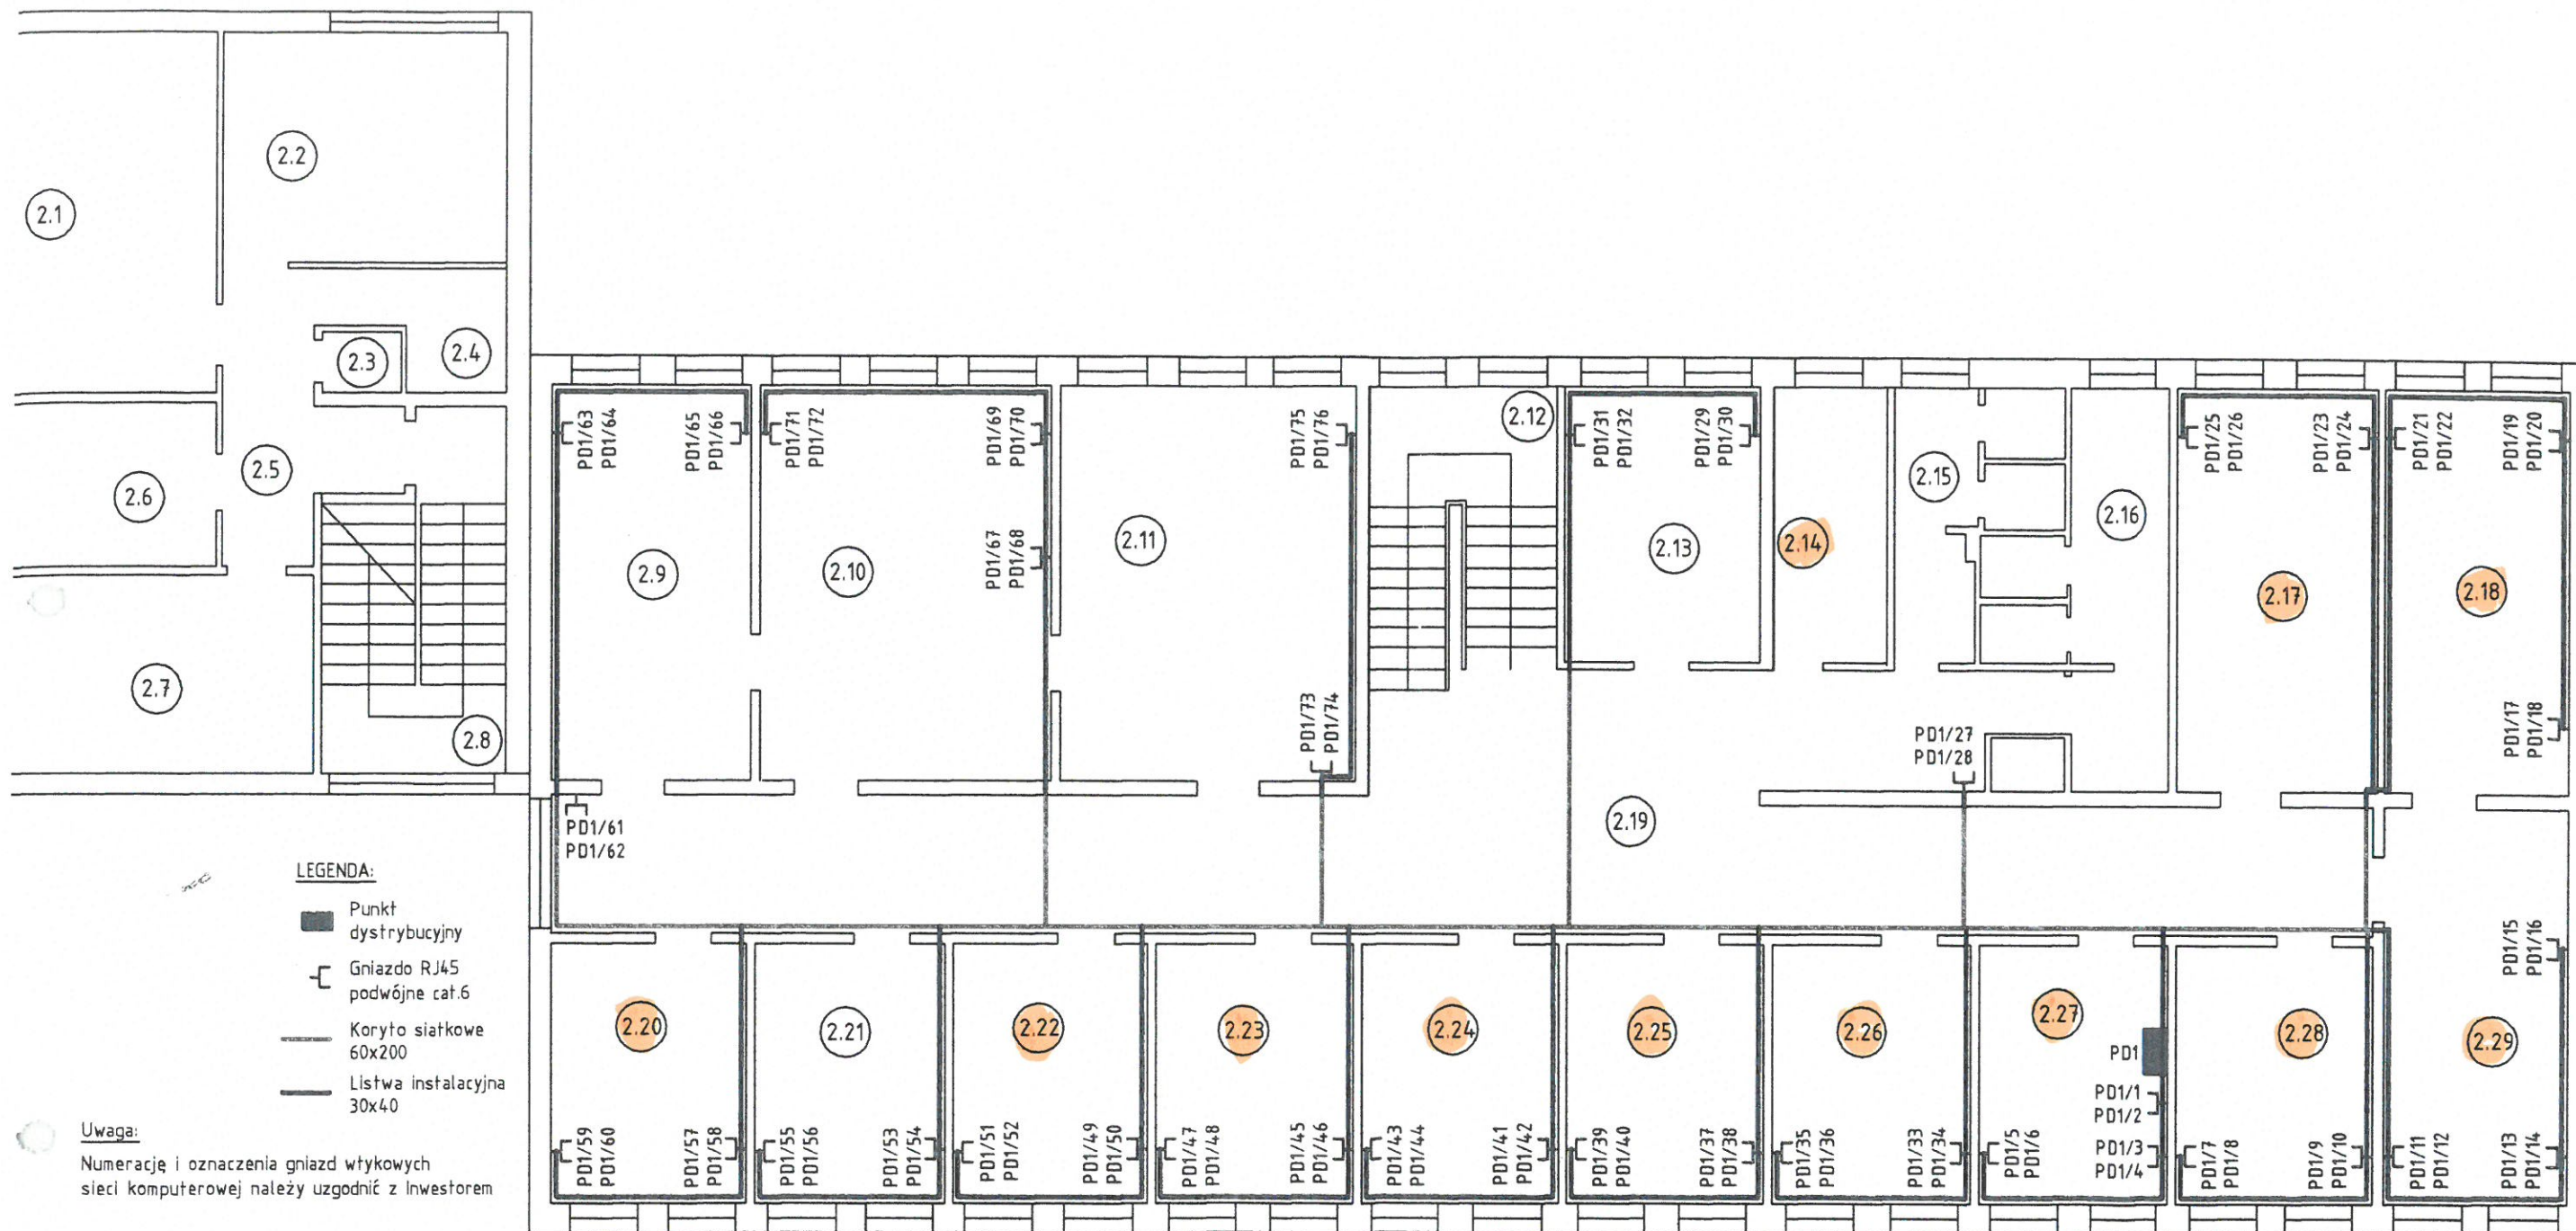 2.1
2.2
2.3
2.4
2.5
2.6
2.7
2.8
PD1/63
PD1/64
PD1/65
PD1/66
PD1/71
PD1/72
PD1/69
PD1/70
PD1/67
PD1/68
PD1/75
PD1/76
PD1/73
PD1/74
2.9
2.10
2.11
2.12
PD1/31
PD1/32
PD1/29
PD1/30
2.13
2.14
2.15
2.16
PD1/25
PD1/26
PD1/23
PD1/24
2.17
PD1/21
PD1/22
PD1/19
PD1/20
2.18
PD1/17
PD1/18
PD1/27
PD1/28
2.19
PD1/61
PD1/62
PD1/15
PD1/16
2.20
2.21
2.22
2.23
2.24
2.25
2.26
2.27
2.28
2.29
PD1
PD1/1
PD1/2
PD1/3
PD1/4
PD1/59
PD1/60
PD1/57
PD1/58
PD1/55
PD1/56
PD1/53
PD1/54
PD1/51
PD1/52
PD1/49
PD1/50
PD1/47
PD1/48
PD1/45
PD1/46
PD1/43
PD1/44
PD1/41
PD1/42
PD1/39
PD1/40
PD1/37
PD1/38
PD1/35
PD1/36
PD1/33
PD1/34
PD1/5
PD1/6
PD1/7
PD1/8
PD1/9
PD1/10
PD1/11
PD1/12
PD1/13
PD1/14
LEGENDA:
Punkt
dystrybucyjny
Gniazdo RJ45
podwójne cat.6
Koryto siatkowe
60x200
Listwa instalacyjna
30x40
Uwaga:
Numerację i oznaczenia gniazd wtykowych
sieci komputerowej należy uzgodnić z Inwestorem